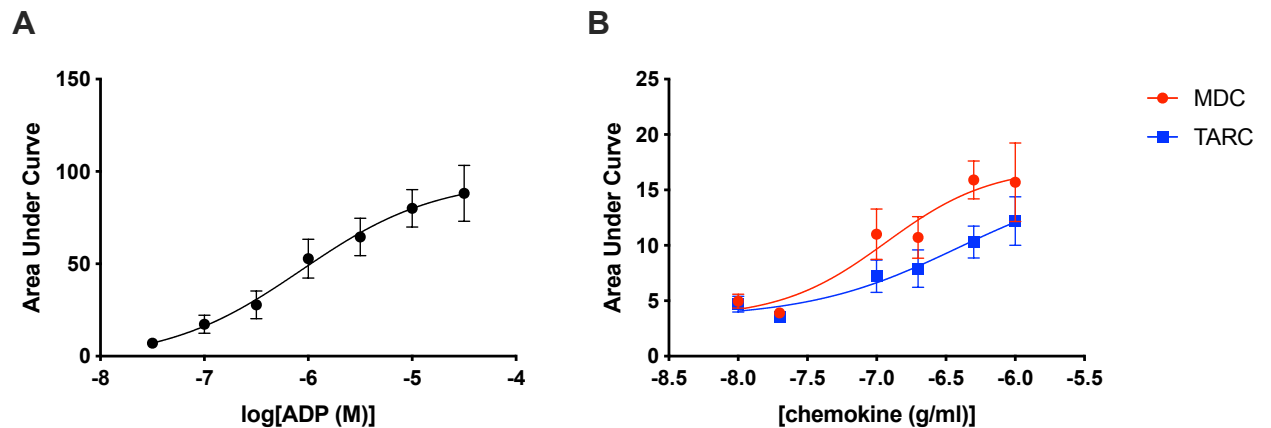 A
Area Under Curve
150
100
50
0
-8
-7
-6
-5
-4
log[ADP (M)]
B
Area Under Curve
25
20
15
10
5
0
-8.5
-8.0
-7.5
-7.0
-6.5
-6.0
-5.5
[chemokine (g/ml)]
MDC
TARC